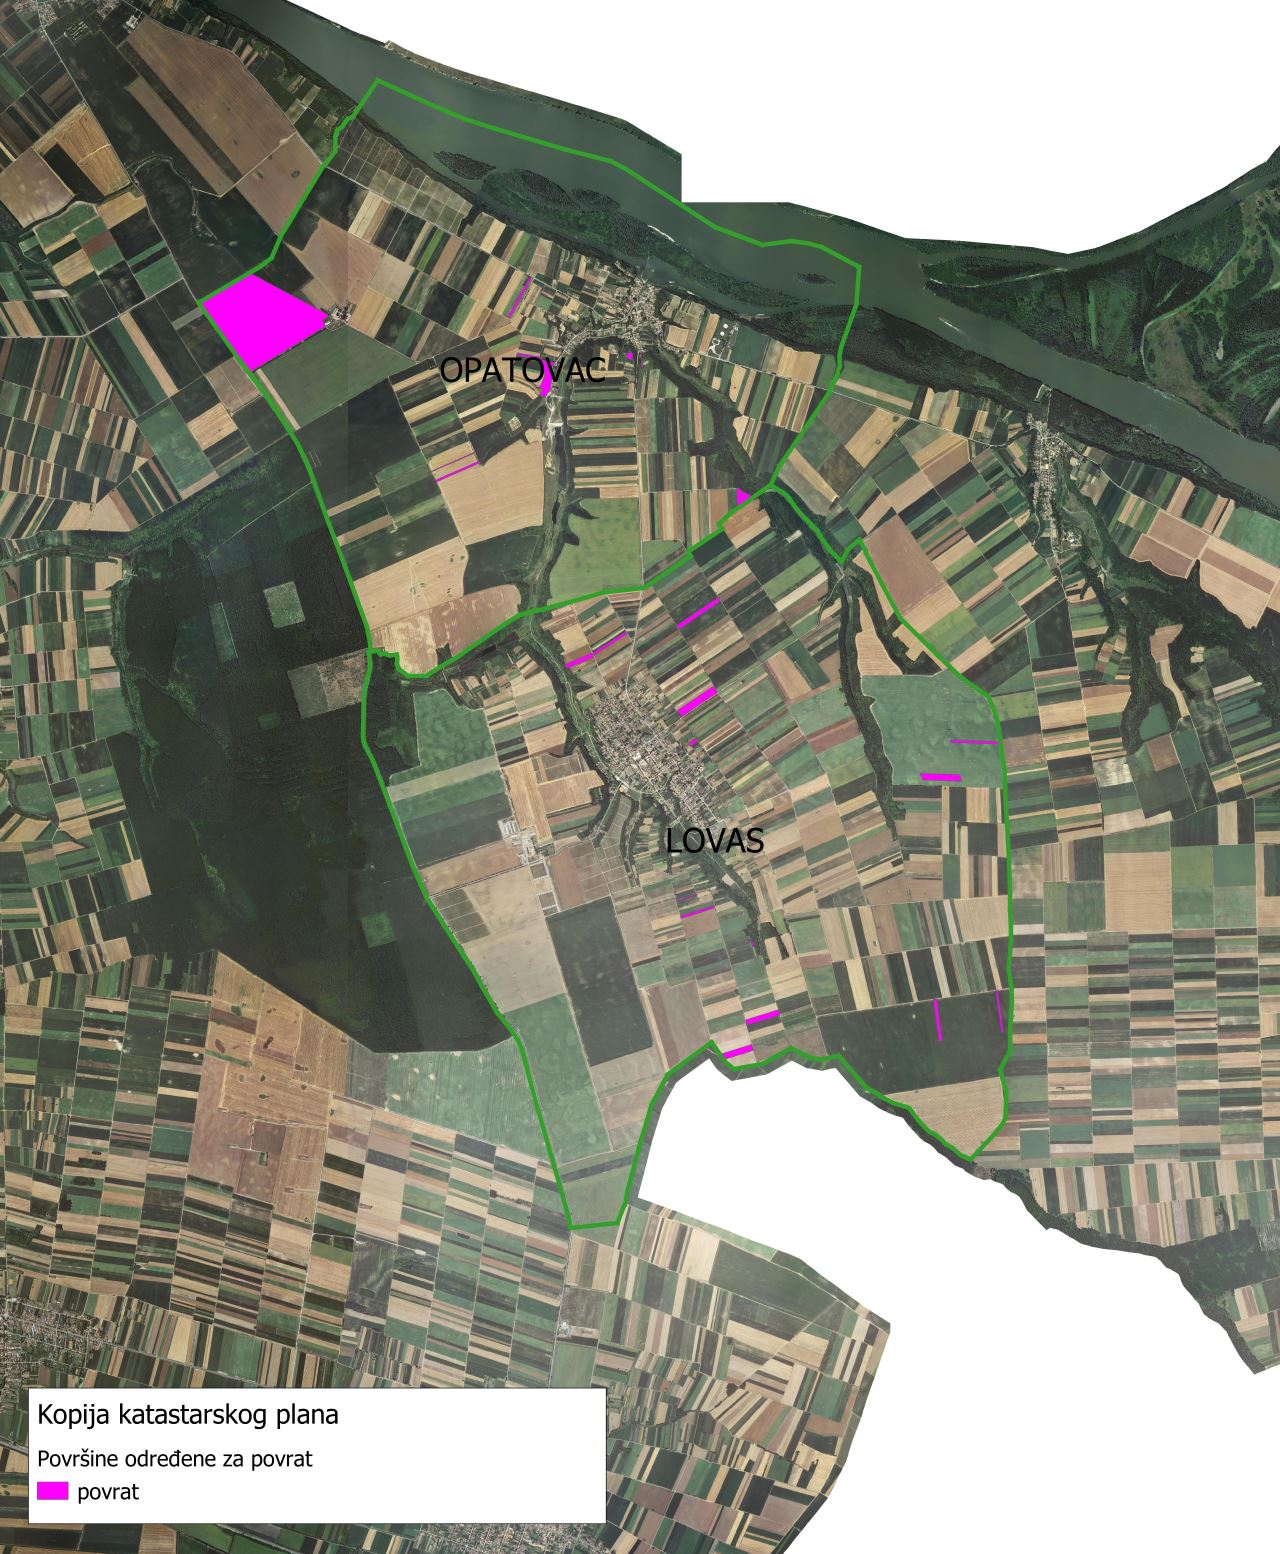 OPATOVAC
LOVAS
Kopija katastarskog plana
Površine određene za povrat
povrat